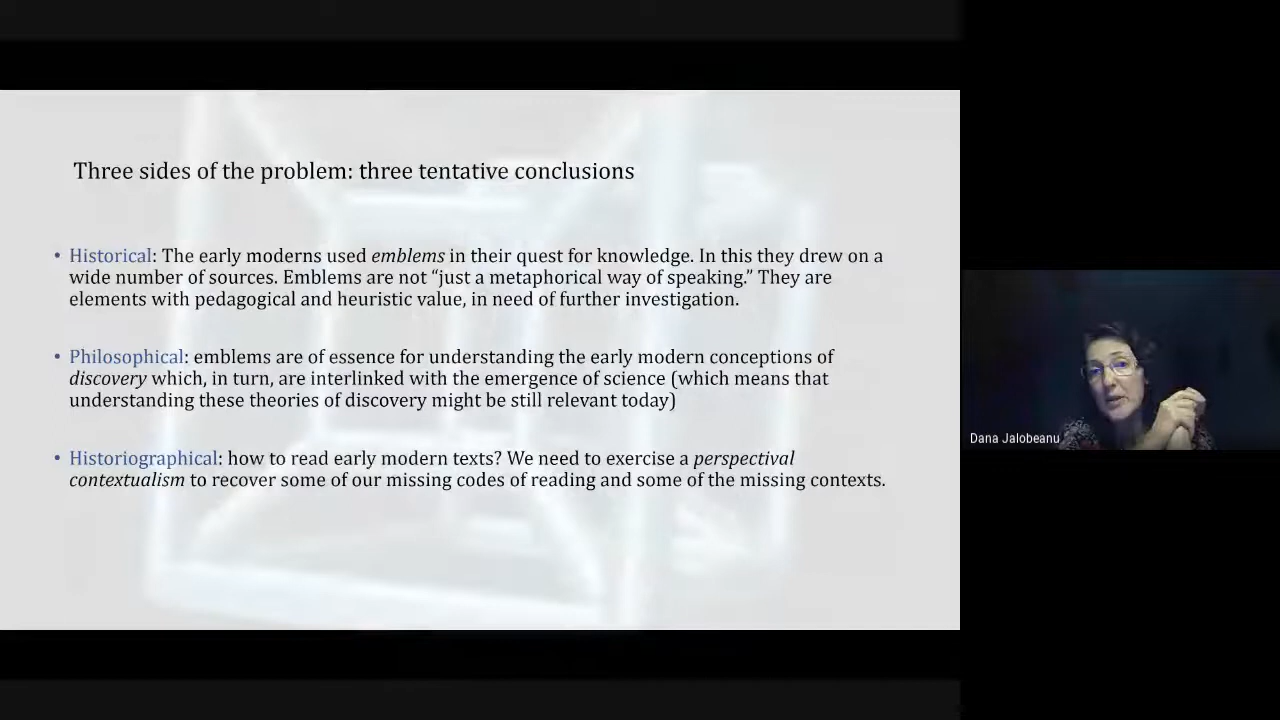 Three sides of the problem: three tentative conclusions
• Historical: The early moderns used emblems in their quest for knowledge. In this they drew on a
wide number of sources. Emblems are not “just a metaphorical way of speaking.” They are
elements with pedagogical and heuristic value, in need of further investigation.
• Philosophical: emblems are of essence for understanding the early modern conceptions of
discovery which, in turn, are interlinked with the emergence of science (which means that
understanding these theories of discovery might be still relevant today)
• Historiographical: how to read early modern texts? We need to exercise a perspectival
contextualism to recover some of our missing codes of reading and some of the missing contexts.
Dana Jalobeanu